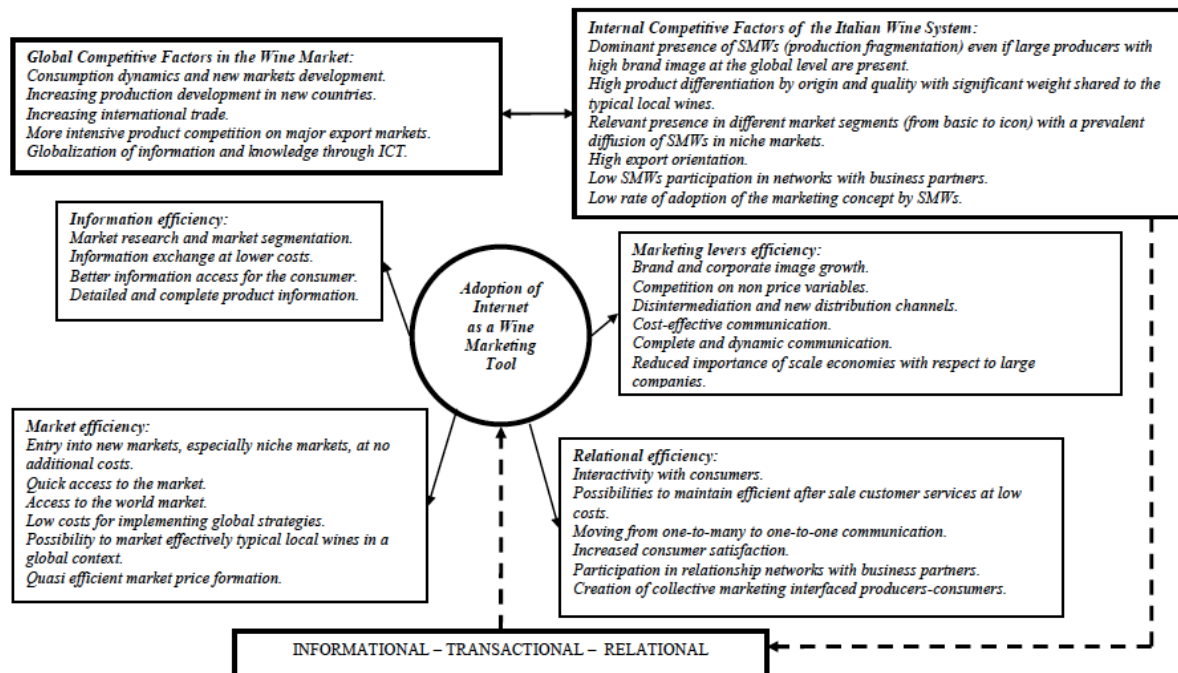 Global Competitive Factors in the Wine Market:
Consumption dynamics and new markets development.
Increasing production development in new countries.
Increasing international trade.
More intensive product competition on major export markets.
Globalization of information and knowledge through ICT.
Internal Competitive Factors of the Italian Wine System:
Dominant presence of SMWs (production fragmentation) even if large producers with
high brand image at the global level are present.
High product differentiation by origin and quality with significant weight shared to the
typical local wines.
Relevant presence in different market segments (from basic to icon) with a prevalent
diffusion of SMWs in niche markets.
High export orientation.
Low SMWs participation in networks with business partners.
Low rate of adoption of the marketing concept by SMWs.
Information efficiency:
Market research and market segmentation.
Information exchange at lower costs.
Better information access for the consumer.
Detailed and complete product information.
Adoption of
Internet
as a Wine
Marketing
Tool
Marketing levers efficiency:
Brand and corporate image growth.
Competition on non price variables.
Disintermediation and new distribution channels.
Cost-effective communication.
Complete and dynamic communication.
Reduced importance of scale economies with respect to large
companies.
Market efficiency:
Entry into new markets, especially niche markets, at no
additional costs.
Quick access to the market.
Access to the world market.
Low costs for implementing global strategies.
Possibility to market effectively typical local wines in a
global context.
Quasi efficient market price formation.
Relational efficiency:
Interactivity with consumers.
Possibilities to maintain efficient after sale customer services at low
costs.
Moving from one-to-many to one-to-one communication.
Increased consumer satisfaction.
Participation in relationship networks with business partners.
Creation of collective marketing interfaced producers-consumers.
INFORMATIONAL – TRANSACTIONAL – RELATIONAL